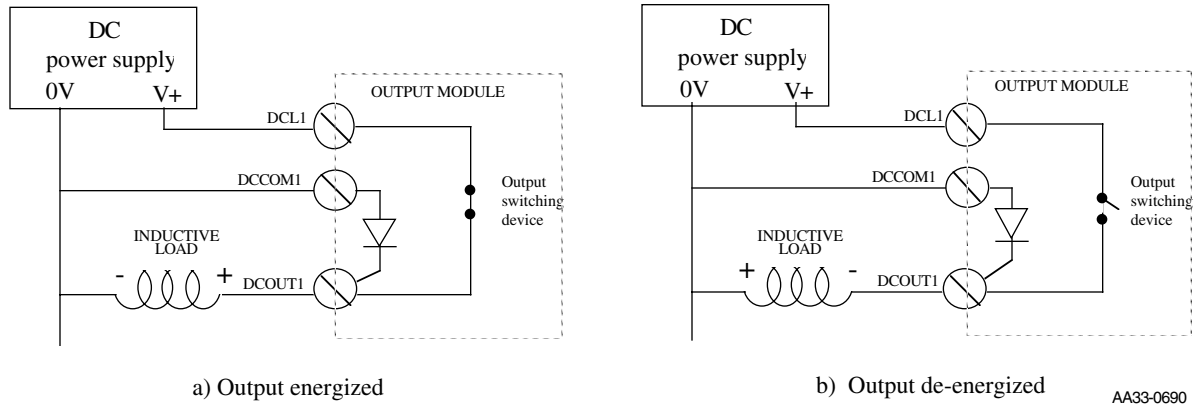 DC
power supply
0V V+
OUTPUT MODULE
DCL1
DCCOM1
Output
switching
device
INDUCTIVE
LOAD
- +
DCOUT1
a) Output energized
DC
power supply
0V V+
OUTPUT MODULE
DCL1
DCCOM1
Output
switching
device
INDUCTIVE
LOAD
+ -
DCOUT1
b) Output de-energized
AA33-0690